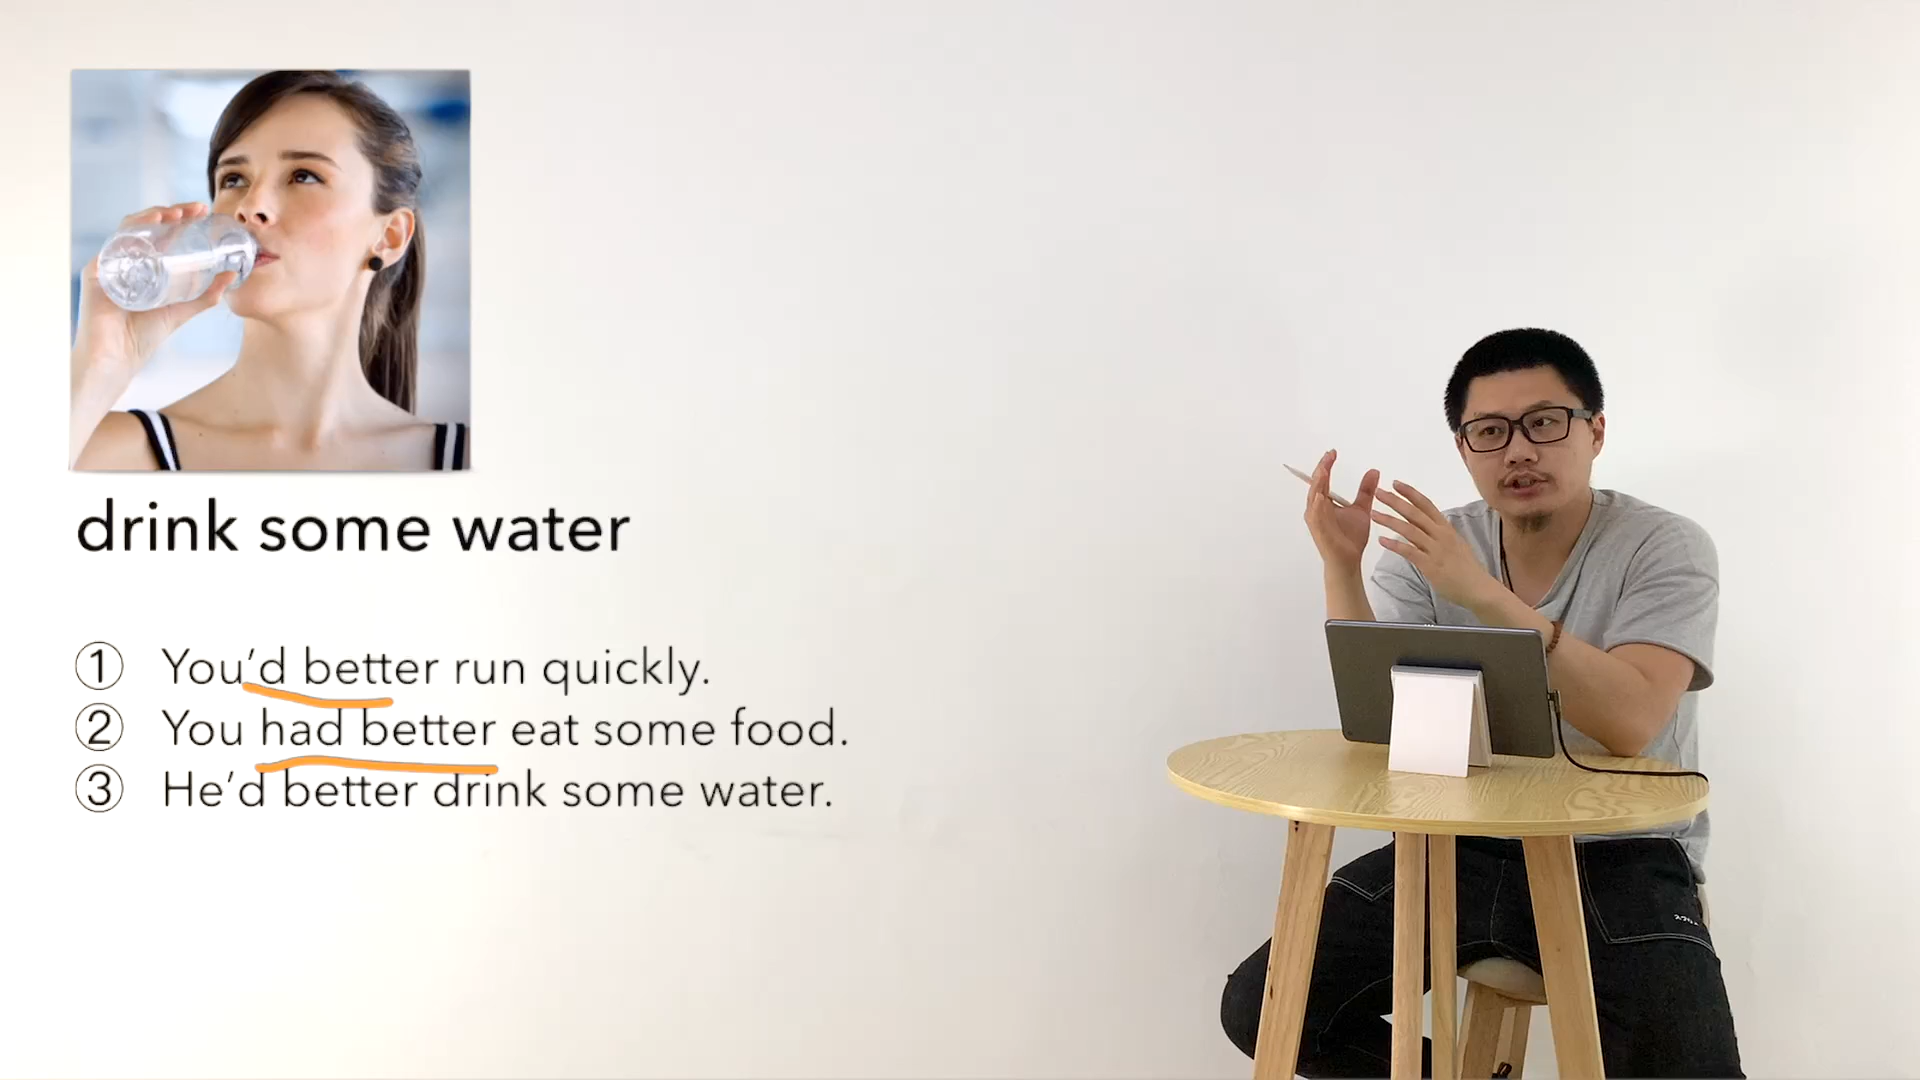 drink some water
① You’d better run quickly.
② You had better eat some food.
③ He’d better drink some water.